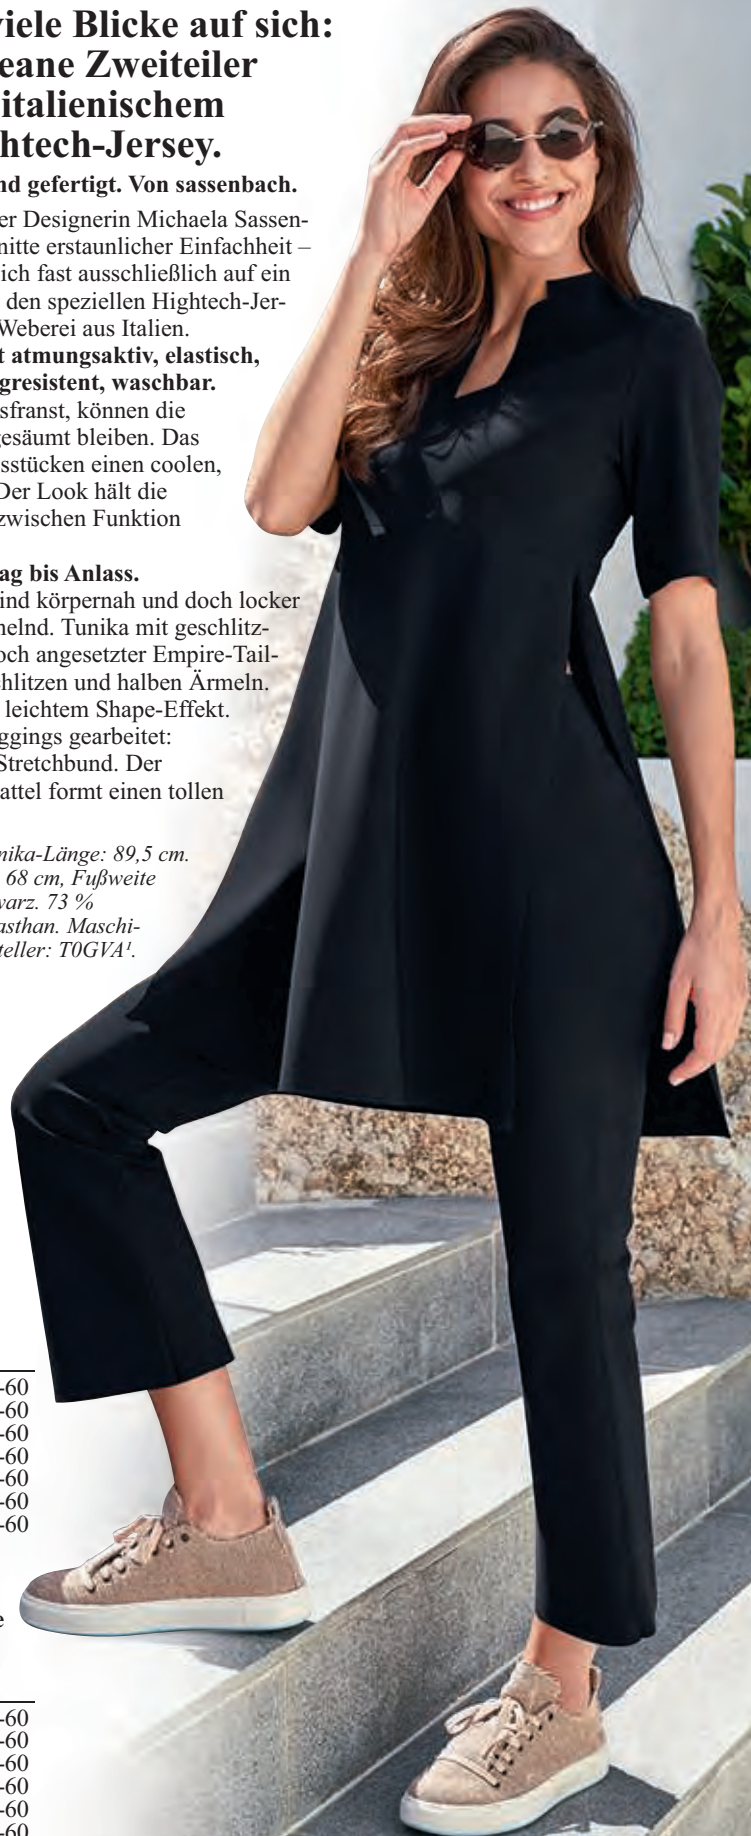 viele Blicke auf sich:
eane Zweiteiler
italienischem
htech-Jersey.
nd gefertigt. Von sassenbach.
er Designerin Michaela Sassen-
nitte erstaunlicher Einfachheit –
ich fast ausschließlich auf ein
den speziellen Hightech-Jer-
Weberei aus Italien.
t atmungsaktiv, elastisch,
gresistent, waschbar.
sfranst, können die
gesäumt bleiben. Das
sstücken einen coolen,
Der Look hält die
zwischen Funktion
ag bis Anlass.
ind körpernah und doch locker
nelnd. Tunika mit geschlitz-
och angesetzter Empire-Tail-
chlitzen und halben Ärmeln.
leichtem Shape-Effekt.
ggings gearbeitet:
Stretchbund. Der
attel formt einen tollen
nika-Länge: 89,5 cm.
68 cm, Fußweite
warz. 73 %
asthan. Maschi-
teller: T0GVA¹.
-60
-60
-60
-60
-60
-60
-60
e
-60
-60
-60
-60
-60
-60